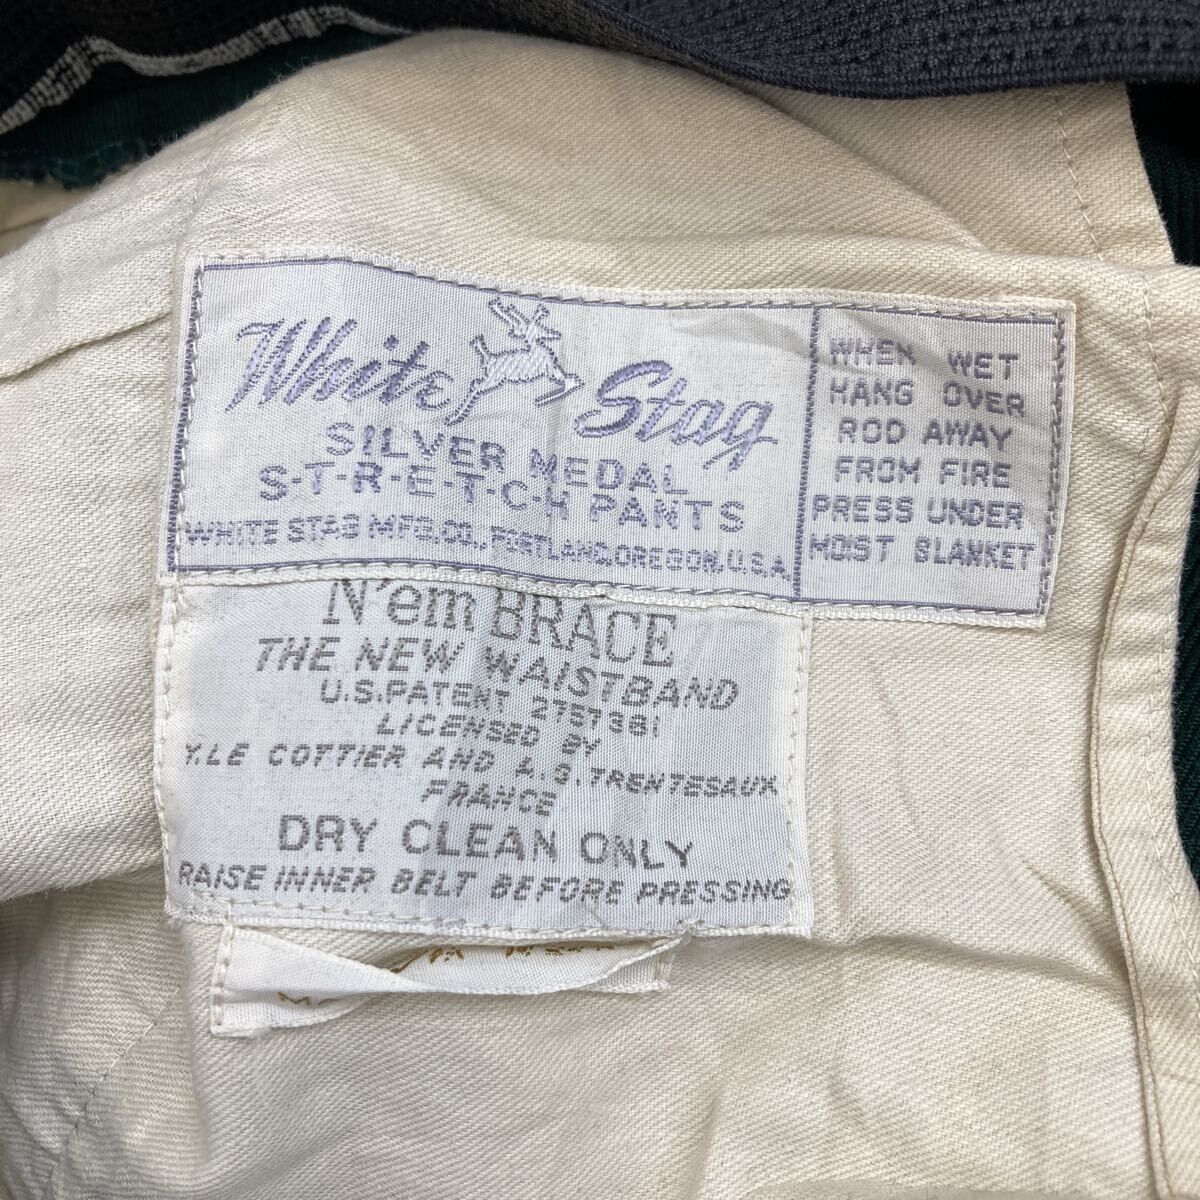 White Stag
SILVER MEDAL
S-T-R-E-T-C-H PANTS
WHITE STAG MFG. CO., PORTLAND, OREGON, U.S.A.
WHEN WET
HANG OVER
ROD AWAY
FROM FIRE
PRESS UNDER
MOIST BLANKET
N'em BRACE
THE NEW WAISTBAND
U.S. PATENT 2757381
LICENSED BY
Y. LE COTTIER AND A. G. TRENTESAUX
FRANCE
DRY CLEAN ONLY
RAISE INNER BELT BEFORE PRESSING